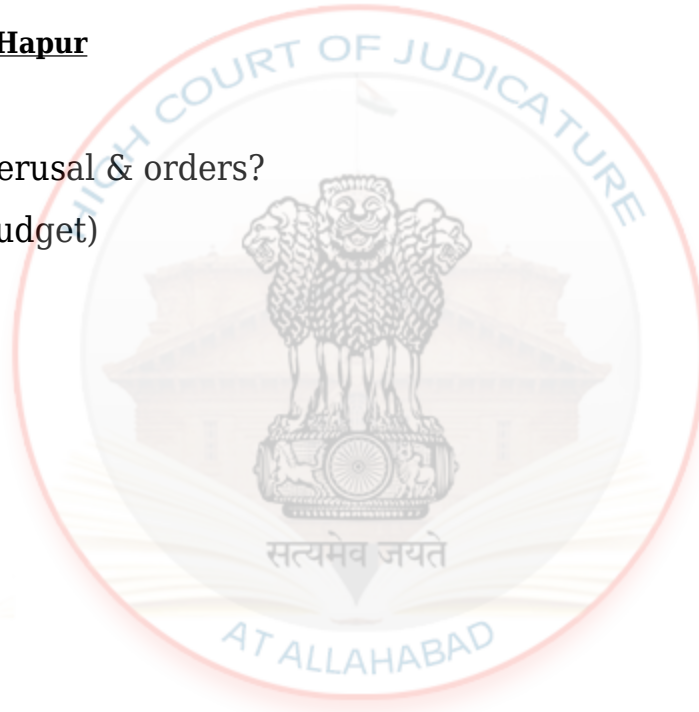 Hapur
HIGH COURT OF JUDICATURE
erusal & orders?
udget)
सत्यमेव जयते
AT ALLAHABAD